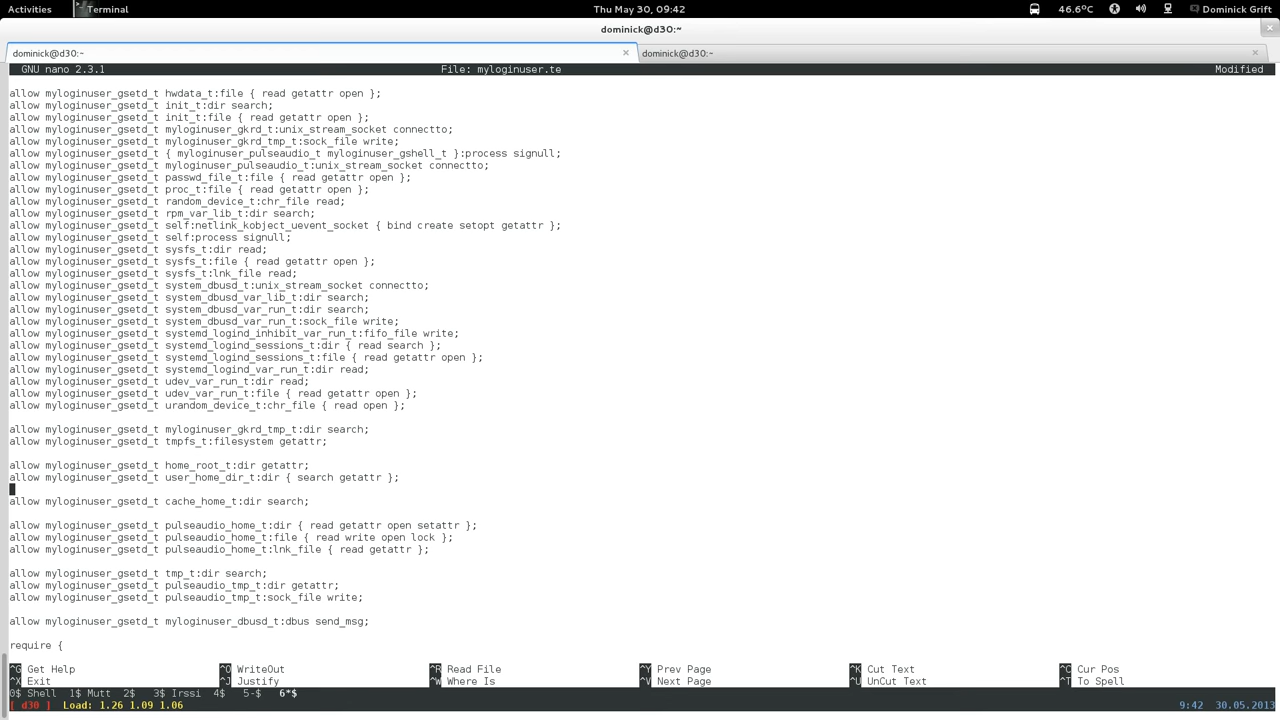 Activities Terminal Thu May 30, 09:42 46.6°C Dominick Grift
dominick@d30:~
dominick@d30:~ × dominick@d30:~ ×
GNU nano 2.3.1 File: myloginuser.te Modified
allow myloginuser_gsetd_t hwdata_t:file { read getattr open };
allow myloginuser_gsetd_t init_t:dir search;
allow myloginuser_gsetd_t init_t:file { read getattr open };
allow myloginuser_gsetd_t myloginuser_gkrd_t:unix_stream_socket connectto;
allow myloginuser_gsetd_t myloginuser_gkrd_tmp_t:sock_file write;
allow myloginuser_gsetd_t { myloginuser_pulseaudio_t myloginuser_gshell_t }:process signull;
allow myloginuser_gsetd_t myloginuser_pulseaudio_t:unix_stream_socket connectto;
allow myloginuser_gsetd_t passwd_file_t:file { read getattr open };
allow myloginuser_gsetd_t proc_t:file { read getattr open };
allow myloginuser_gsetd_t random_device_t:chr_file read;
allow myloginuser_gsetd_t rpm_var_lib_t:dir search;
allow myloginuser_gsetd_t self:netlink_kobject_uevent_socket { bind create setopt getattr };
allow myloginuser_gsetd_t self:process signull;
allow myloginuser_gsetd_t sysfs_t:dir read;
allow myloginuser_gsetd_t sysfs_t:file { read getattr open };
allow myloginuser_gsetd_t sysfs_t:lnk_file read;
allow myloginuser_gsetd_t system_dbusd_t:unix_stream_socket connectto;
allow myloginuser_gsetd_t system_dbusd_var_lib_t:dir search;
allow myloginuser_gsetd_t system_dbusd_var_run_t:dir search;
allow myloginuser_gsetd_t system_dbusd_var_run_t:sock_file write;
allow myloginuser_gsetd_t systemd_logind_inhibit_var_run_t:fifo_file write;
allow myloginuser_gsetd_t systemd_logind_sessions_t:dir { read search };
allow myloginuser_gsetd_t systemd_logind_sessions_t:file { read getattr open };
allow myloginuser_gsetd_t systemd_logind_var_run_t:dir read;
allow myloginuser_gsetd_t udev_var_run_t:dir read;
allow myloginuser_gsetd_t udev_var_run_t:file { read getattr open };
allow myloginuser_gsetd_t urandom_device_t:chr_file { read open };
allow myloginuser_gsetd_t myloginuser_gkrd_tmp_t:dir search;
allow myloginuser_gsetd_t tmpfs_t:filesystem getattr;
allow myloginuser_gsetd_t home_root_t:dir getattr;
allow myloginuser_gsetd_t user_home_dir_t:dir { search getattr };
allow myloginuser_gsetd_t cache_home_t:dir search;
allow myloginuser_gsetd_t pulseaudio_home_t:dir { read getattr open setattr };
allow myloginuser_gsetd_t pulseaudio_home_t:file { read write open lock };
allow myloginuser_gsetd_t pulseaudio_home_t:lnk_file { read getattr };
allow myloginuser_gsetd_t tmp_t:dir search;
allow myloginuser_gsetd_t pulseaudio_tmp_t:dir getattr;
allow myloginuser_gsetd_t pulseaudio_tmp_t:sock_file write;
allow myloginuser_gsetd_t myloginuser_dbusd_t:dbus send_msg;
require {
^G Get Help ^O WriteOut ^R Read File ^Y Prev Page ^K Cut Text ^C Cur Pos
^X Exit ^J Justify ^W Where Is ^V Next Page ^U UnCut Text ^T To Spell
0$ Shell 1$ Mutt 2$ 3$ Irssi 4$ 5-$ 6*$
[ d30 ] Load: 1.26 1.09 1.06 9:42 30.05.2013